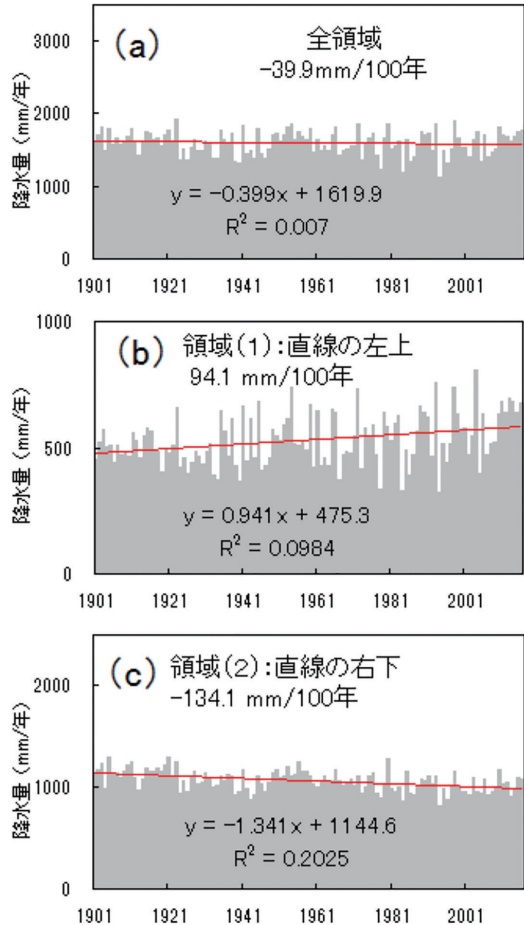 (a)
全領域
-39.9mm/100年
降水量 (mm/年)
3500
2000
1000
0
y = -0.399x + 1619.9
R² = 0.007
1901 1921 1941 1961 1981 2001
(b)
領域(1):直線の左上
94.1 mm/100年
降水量 (mm/年)
1000
500
0
y = 0.941x + 475.3
R² = 0.0984
1901 1921 1941 1961 1981 2001
(c)
領域(2):直線の右下
-134.1 mm/100年
降水量 (mm/年)
2000
1000
0
y = -1.341x + 1144.6
R² = 0.2025
1901 1921 1941 1961 1981 2001